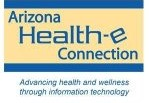 Arizona
Health-e
Connection
Advancing health and wellness
through information technology